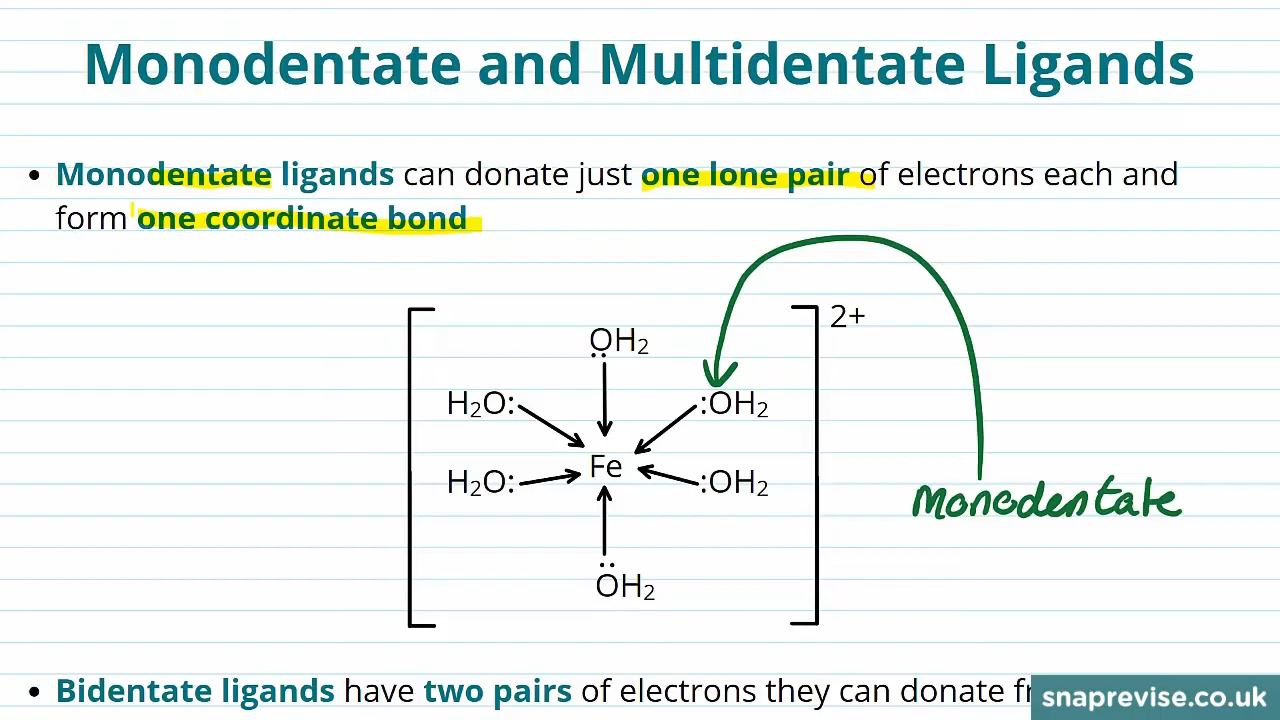 Monodentate and Multidentate Ligands
• Monodentate ligands can donate just one lone pair of electrons each and
form one coordinate bond
2+
OH₂
H₂O: :OH₂
Fe
H₂O: :OH₂
Monodentate
OH₂
• Bidentate ligands have two pairs of electrons they can donate
snaprevise.co.uk